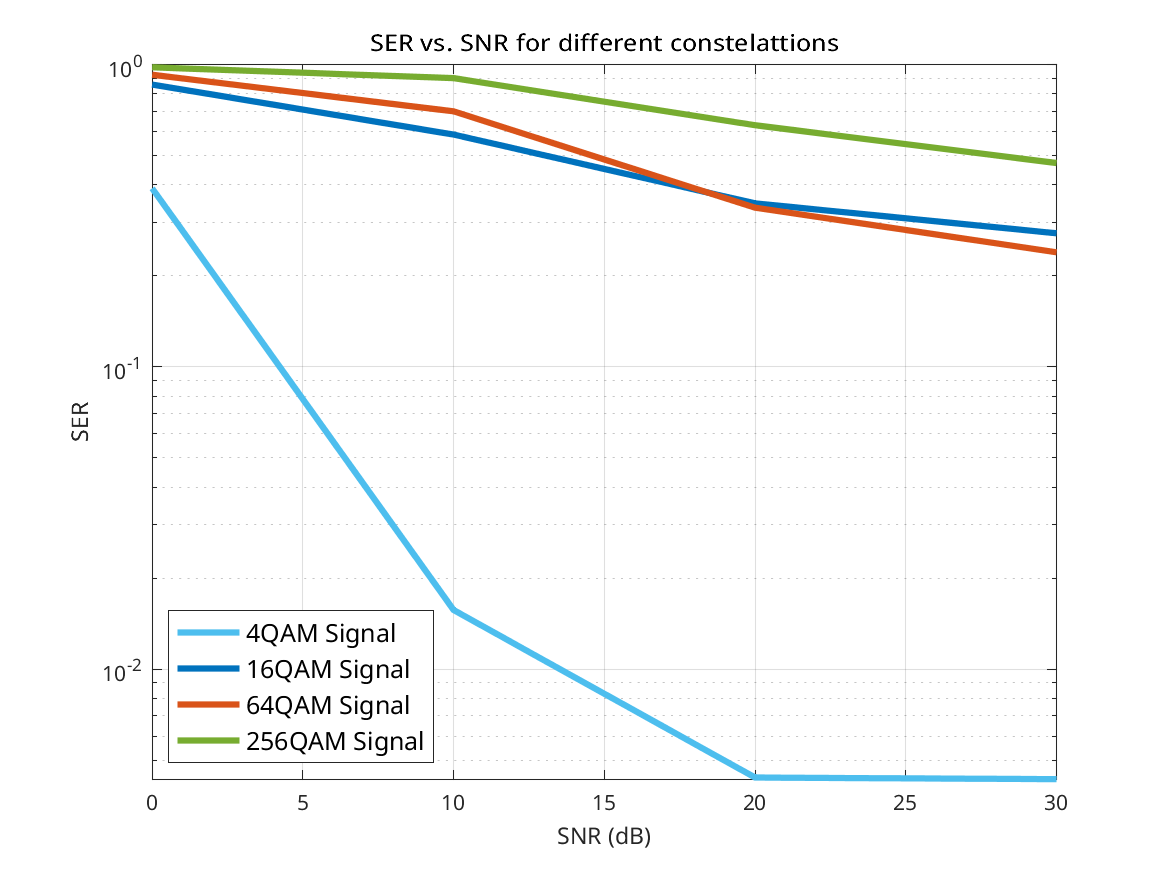 SER vs. SNR for different constelattions
10^0
10^-1
10^-2
SER
0 5 10 15 20 25 30
SNR (dB)
4QAM Signal
16QAM Signal
64QAM Signal
256QAM Signal